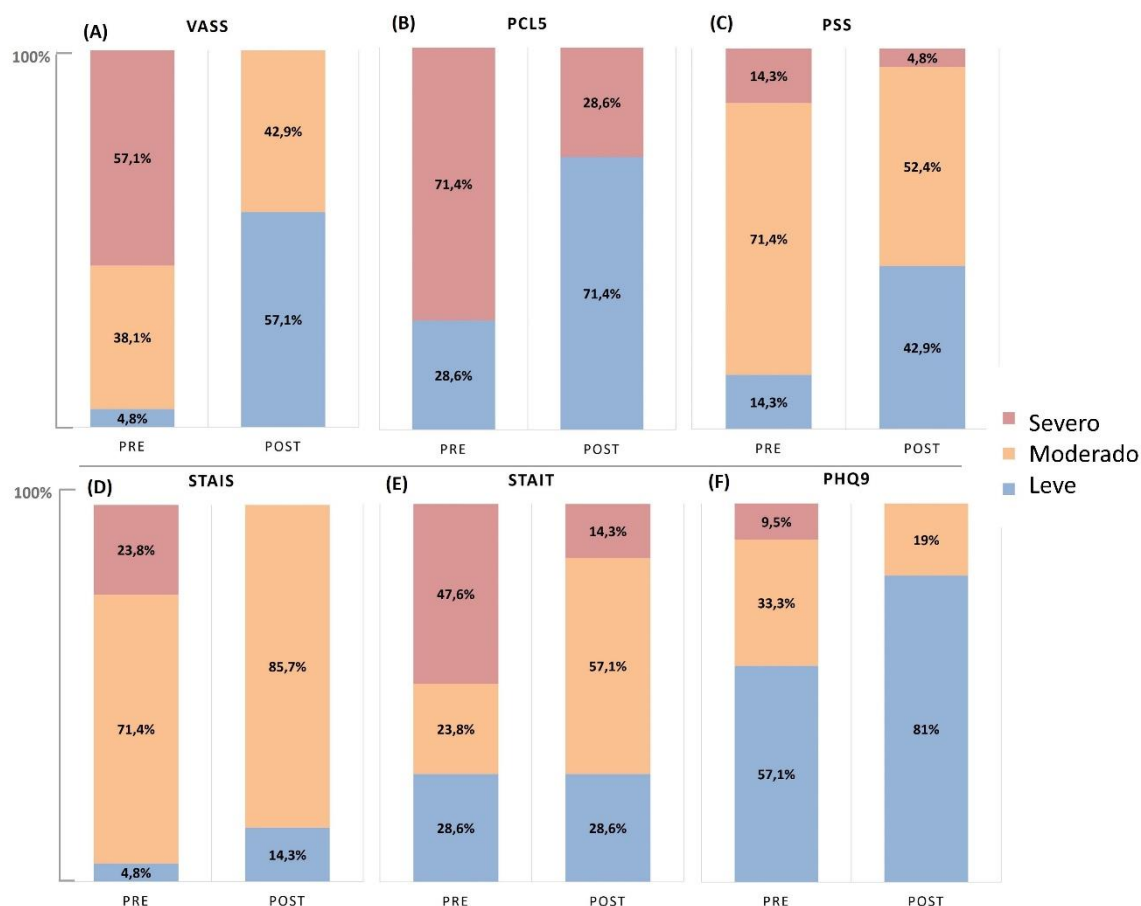 (A) VASS
(B) PCL5
(C) PSS
100%
57,1%
38,1%
4,8%
PRE
42,9%
57,1%
POST
71,4%
28,6%
PRE
28,6%
71,4%
POST
14,3%
71,4%
14,3%
PRE
4,8%
52,4%
42,9%
POST
Severo
Moderado
Leve
(D) STAIS
(E) STAIT
(F) PHQ9
100%
23,8%
71,4%
4,8%
PRE
85,7%
14,3%
POST
47,6%
23,8%
28,6%
PRE
14,3%
57,1%
28,6%
POST
9,5%
33,3%
57,1%
PRE
19%
81%
POST